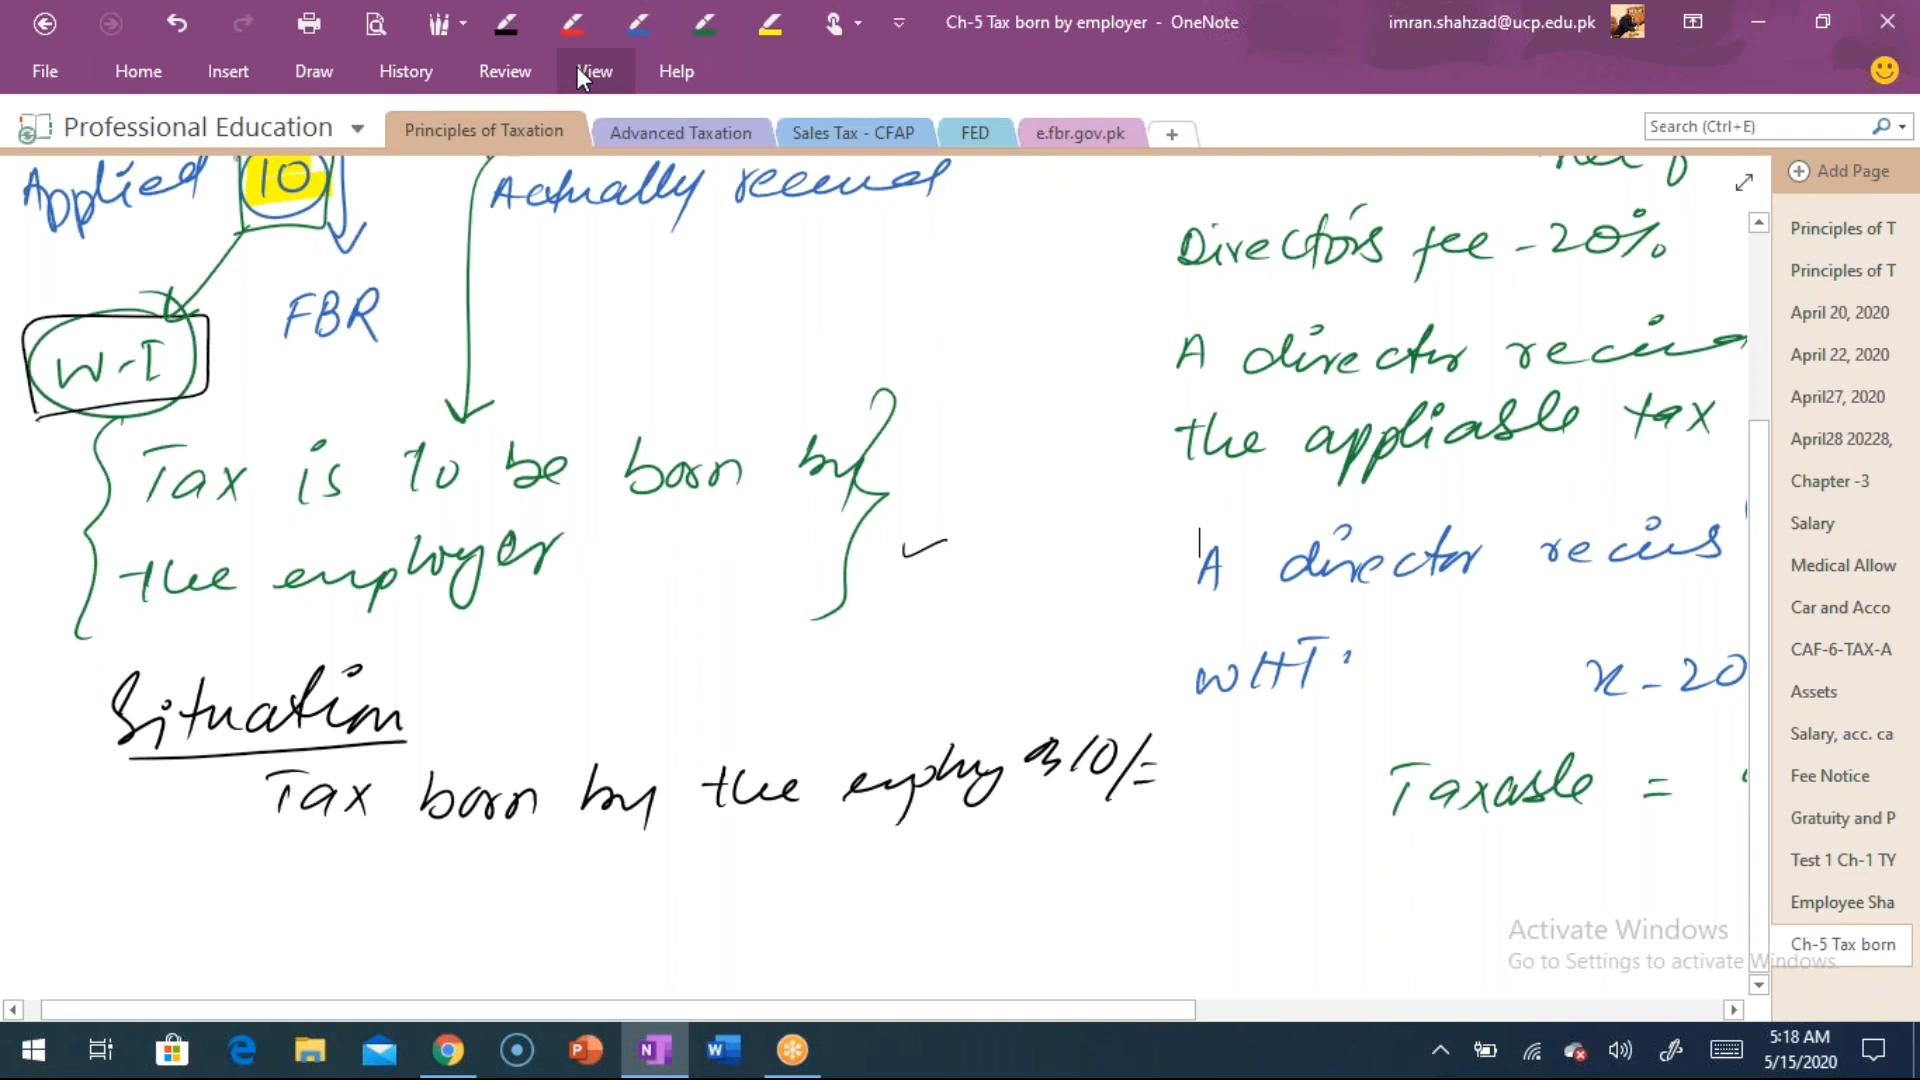 Ch-5 Tax born by employer - OneNote
imran.shahzad@ucp.edu.pk
File Home Insert Draw History Review View Help
Professional Education
Principles of Taxation
Advanced Taxation
Sales Tax - CFAP
FED
e.fbr.gov.pk
Search (Ctrl+E)
Add Page
Principles of T
Principles of T
April 20, 2020
April 22, 2020
April27, 2020
April28 20228,
Chapter -3
Salary
Medical Allow
Car and Acco
CAF-6-TAX-A
Assets
Salary, acc. ca
Fee Notice
Gratuity and P
Test 1 Ch-1 TY
Employee Sha
Ch-5 Tax born
Applied 10
Actually
FBR
W-I
Tax is to be born by
the employer
Situation
Tax born by the 10/=
Director's fee - 20%
A director
the tax
A director
WHT
x - 20
Taxable =
Activate Windows
Go to Settings to activate Windows.
5:18 AM
5/15/2020